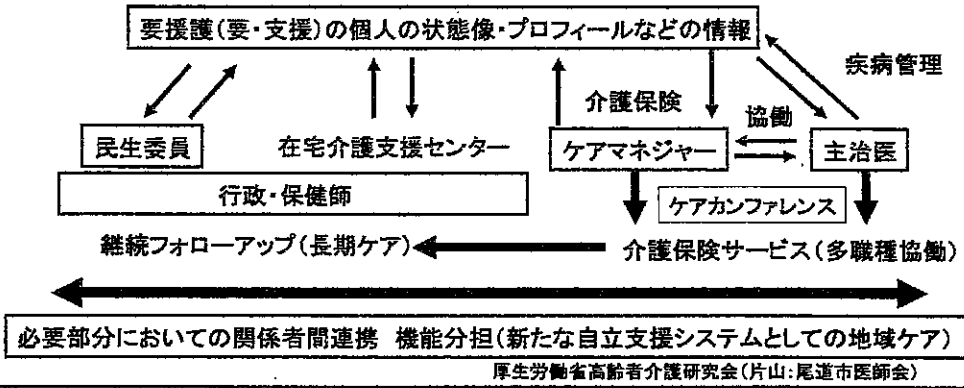 要援護(要・支援)の個人の状態像・プロフィールなどの情報
疾病管理
介護保険
協働
民生委員
在宅介護支援センター
ケアマネジャー
主治医
行政・保健師
ケアカンファレンス
継続フォローアップ(長期ケア)
介護保険サービス(多職種協働)
必要部分においての関係者間連携 機能分担(新たな自立支援システムとしての地域ケア)
厚生労働省高齢者介護研究会(片山:尾道市医師会)